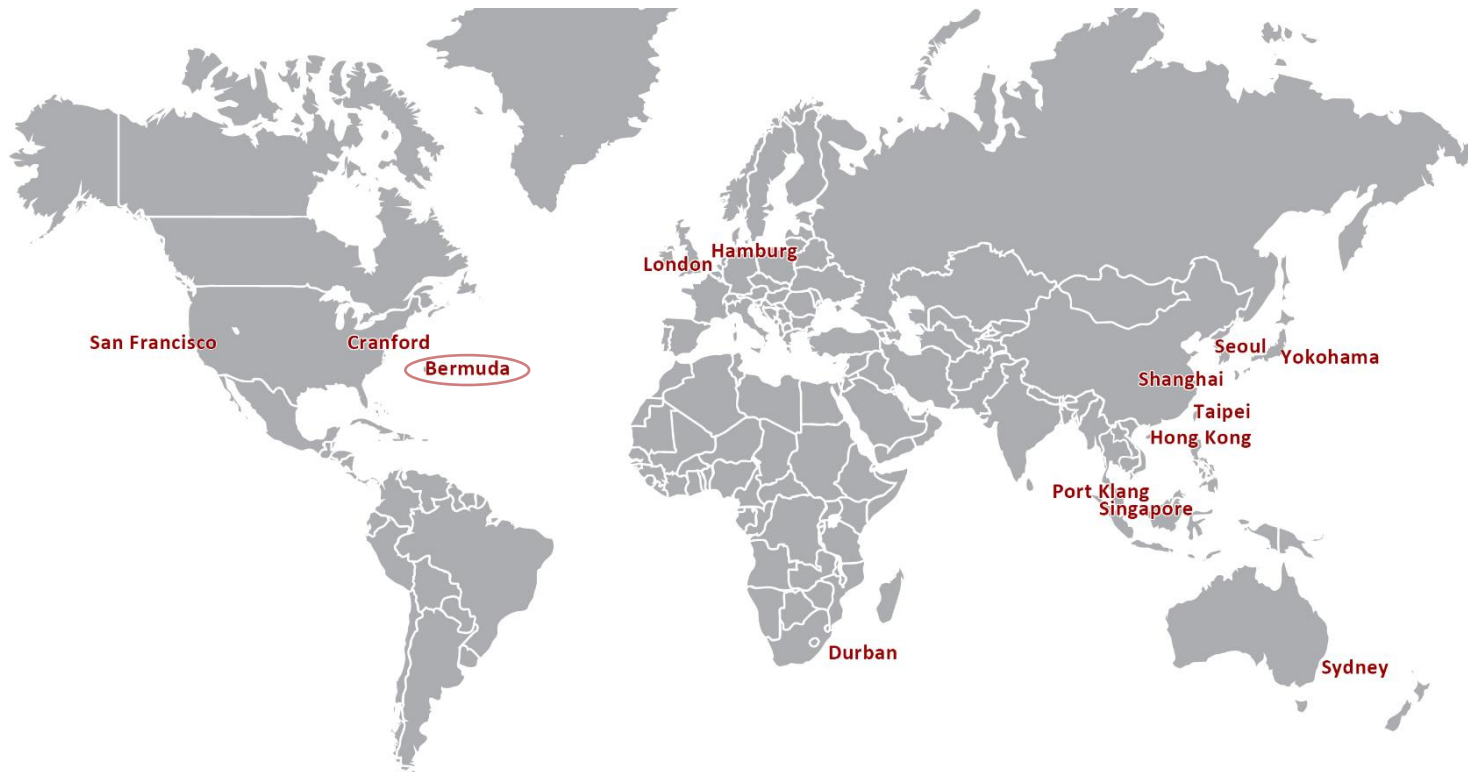 Hamburg
London
San Francisco
Cranford
Seoul
Yokohama
Bermuda
Shanghai
Taipei
Hong Kong
Port Klang
Singapore
Durban
Sydney